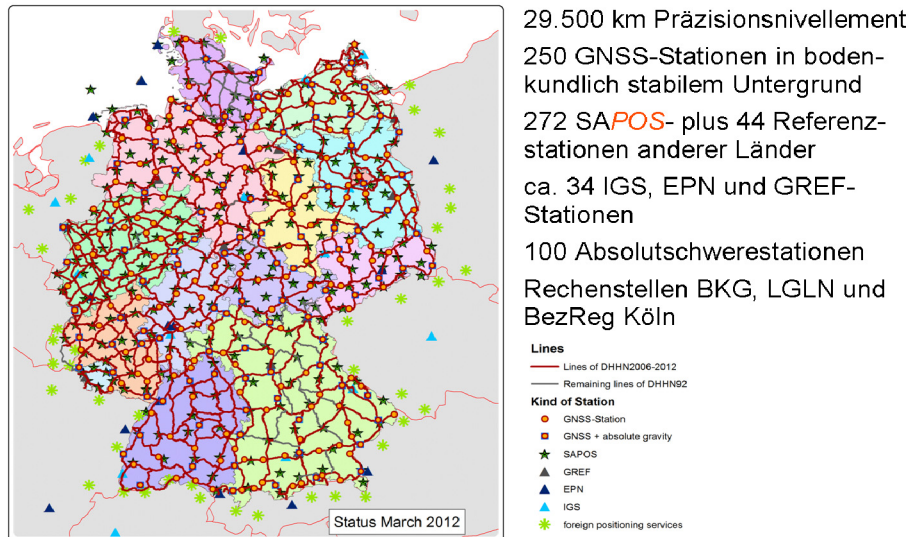 29.500 km Präzisionsnivellement
250 GNSS-Stationen in boden-
kundlich stabilem Untergrund
272 SAPOS- plus 44 Referenz-
stationen anderer Länder
ca. 34 IGS, EPN und GREF-
Stationen
100 Absolutschwerestationen
Rechenstellen BKG, LGLN und
BezReg Köln
Lines
Lines of DHHN2006-2012
Remaining lines of DHHN92
Kind of Station
GNSS-Station
GNSS + absolute gravity
SAPOS
GREF
EPN
IGS
foreign positioning services
Status March 2012